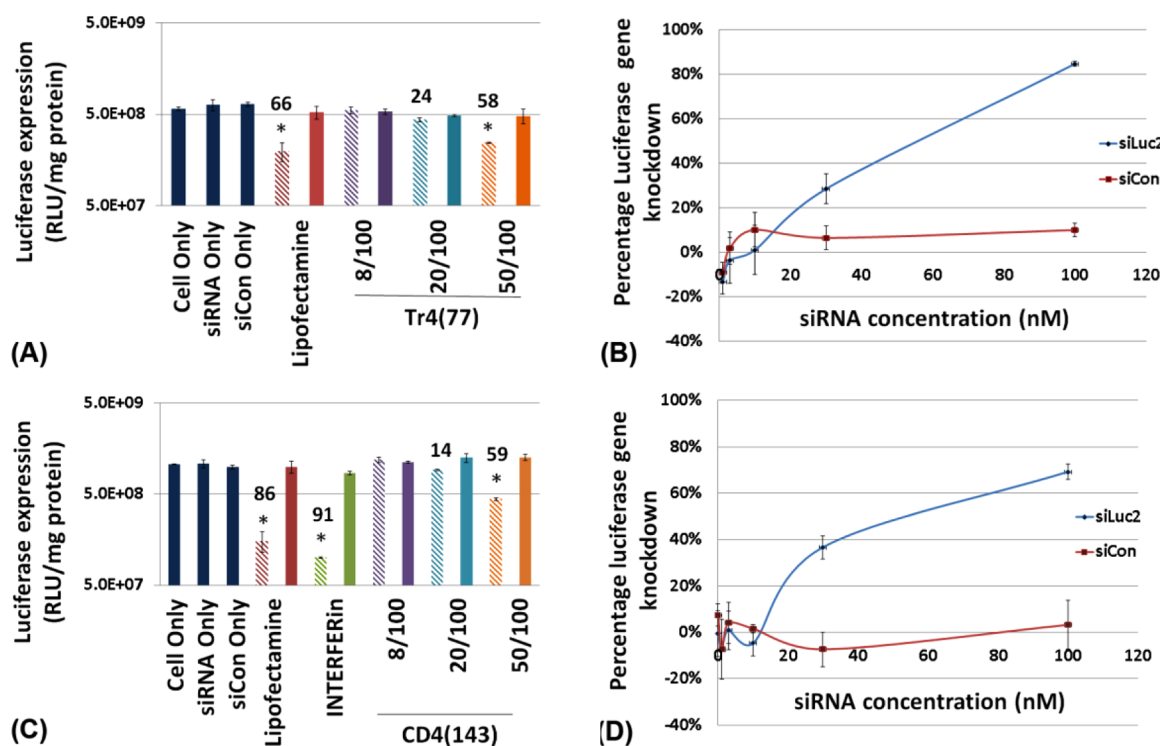 5.0E+09
5.0E+08
5.0E+07
Luciferase expression
(RLU/mg protein)
66
*
24
58
*
Cell Only
siRNA Only
siCon Only
Lipofectamine
8/100
20/100
50/100
Tr4(77)
(A)
100%
80%
60%
40%
20%
0%
-20%
-40%
Percentage Luciferase gene
knockdown
0
20
40
60
80
100
120
siRNA concentration (nM)
siLuc2
siCon
(B)
5.0E+09
5.0E+08
5.0E+07
Luciferase expression
(RLU/mg protein)
86
*
91
*
14
59
*
Cell Only
siRNA Only
siCon Only
Lipofectamine
INTERFERin
8/100
20/100
50/100
CD4(143)
(C)
100%
80%
60%
40%
20%
0%
-20%
-40%
Percentage luciferase gene
knockdown
0
20
40
60
80
100
120
siRNA concentration (nM)
siLuc2
siCon
(D)